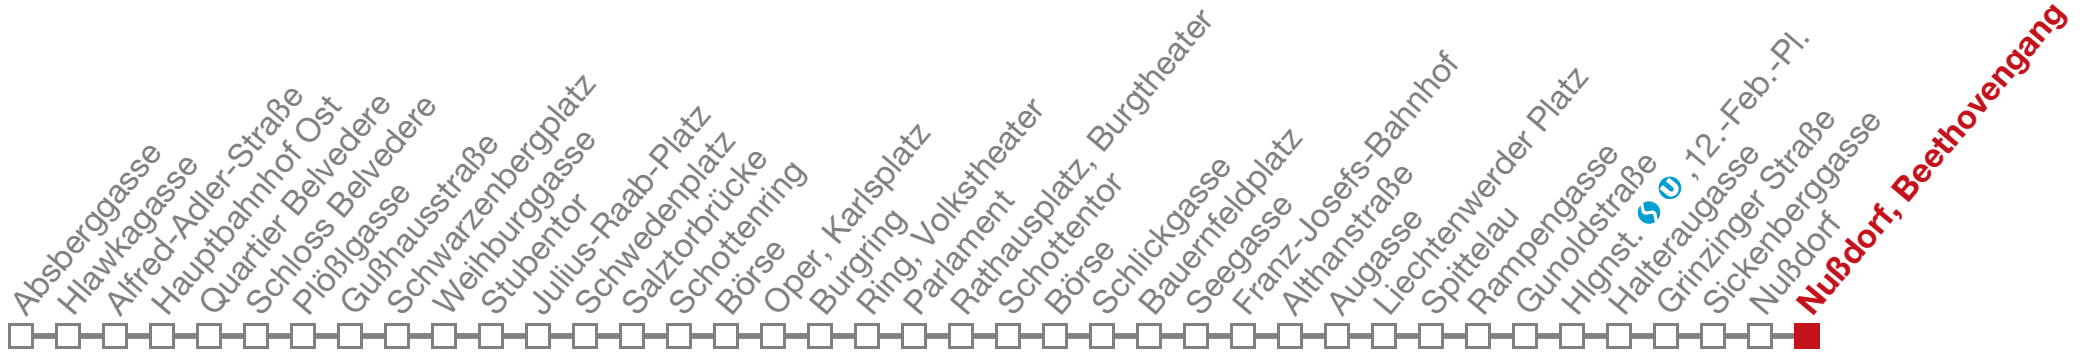 Absberggasse
Hlawkagasse
Alfred-Adler-Straße
Hauptbahnhof Ost
Quartier Belvedere
Schloss Belvedere
Plößlgasse
Gußhausstraße
Schwarzenbergplatz
Weihburggasse
Stubentor
Julius-Raab-Platz
Schwedenplatz
Salztorbrücke
Schottenring
Börse
Oper, Karlsplatz
Burgring
Ring, Volkstheater
Parlament
Rathausplatz, Burgtheater
Schottentor
Börse
Schlickgasse
Bauernfeldplatz
Seegasse
Franz-Josefs-Bahnhof
Althanstraße
Augasse
Liechtenwerder Platz
Spittelau
Rampengasse
Gunoldstraße
Hlgnst. S U , 12.-Feb.-Pl.
Halteraugasse
Grinzinger Straße
Sickenberggasse
Nußdorf
Nußdorf, Beethovengang